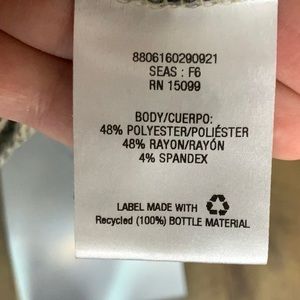 8806160290921
SEAS : F6
RN 15099
BODY/CUERPO:
48% POLYESTER/POLIÉSTER
48% RAYON/RAYÓN
4% SPANDEX
LABEL MADE WITH
Recycled (100%) BOTTLE MATERIAL